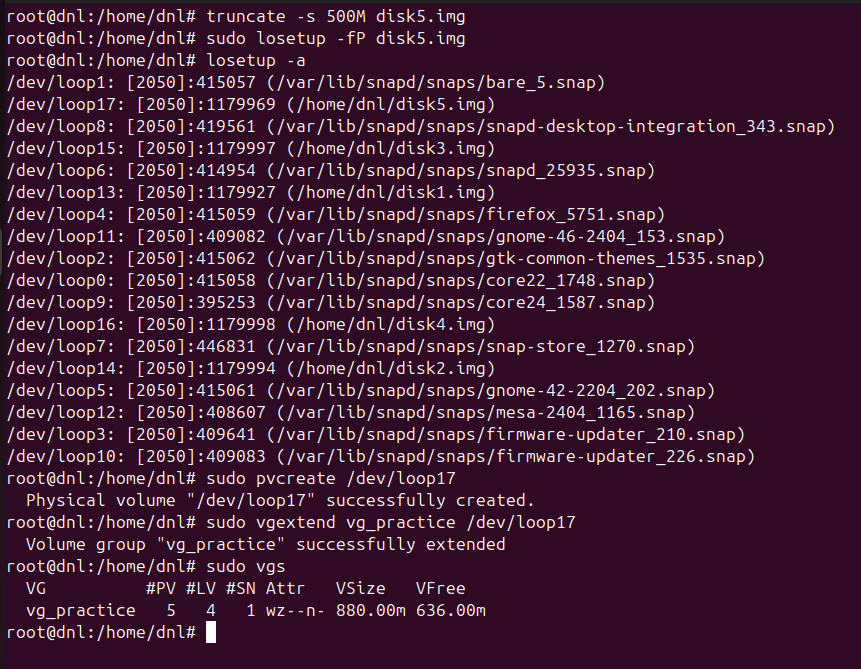 root@dnl:/home/dnl# truncate -s 500M disk5.img
root@dnl:/home/dnl# sudo losetup -fP disk5.img
root@dnl:/home/dnl# losetup -a
/dev/loop1: [2050]:415057 (/var/lib/snapd/snaps/bare_5.snap)
/dev/loop17: [2050]:1179969 (/home/dnl/disk5.img)
/dev/loop8: [2050]:419561 (/var/lib/snapd/snaps/snapd-desktop-integration_343.snap)
/dev/loop15: [2050]:1179997 (/home/dnl/disk3.img)
/dev/loop6: [2050]:414954 (/var/lib/snapd/snaps/snapd_25935.snap)
/dev/loop13: [2050]:1179927 (/home/dnl/disk1.img)
/dev/loop4: [2050]:415059 (/var/lib/snapd/snaps/firefox_5751.snap)
/dev/loop11: [2050]:409082 (/var/lib/snapd/snaps/gnome-46-2404_153.snap)
/dev/loop2: [2050]:415062 (/var/lib/snapd/snaps/gtk-common-themes_1535.snap)
/dev/loop0: [2050]:415058 (/var/lib/snapd/snaps/core22_1748.snap)
/dev/loop9: [2050]:395253 (/var/lib/snapd/snaps/core24_1587.snap)
/dev/loop16: [2050]:1179998 (/home/dnl/disk4.img)
/dev/loop7: [2050]:446831 (/var/lib/snapd/snaps/snap-store_1270.snap)
/dev/loop14: [2050]:1179994 (/home/dnl/disk2.img)
/dev/loop5: [2050]:415061 (/var/lib/snapd/snaps/gnome-42-2204_202.snap)
/dev/loop12: [2050]:408607 (/var/lib/snapd/snaps/mesa-2404_1165.snap)
/dev/loop3: [2050]:409641 (/var/lib/snapd/snaps/firmware-updater_210.snap)
/dev/loop10: [2050]:409083 (/var/lib/snapd/snaps/firmware-updater_226.snap)
root@dnl:/home/dnl# sudo pvcreate /dev/loop17
  Physical volume "/dev/loop17" successfully created.
root@dnl:/home/dnl# sudo vgextend vg_practice /dev/loop17
  Volume group "vg_practice" successfully extended
root@dnl:/home/dnl# sudo vgs
  VG          #PV #LV #SN Attr   VSize   VFree
  vg_practice   5   4   1 wz--n- 880.00m 636.00m
root@dnl:/home/dnl#